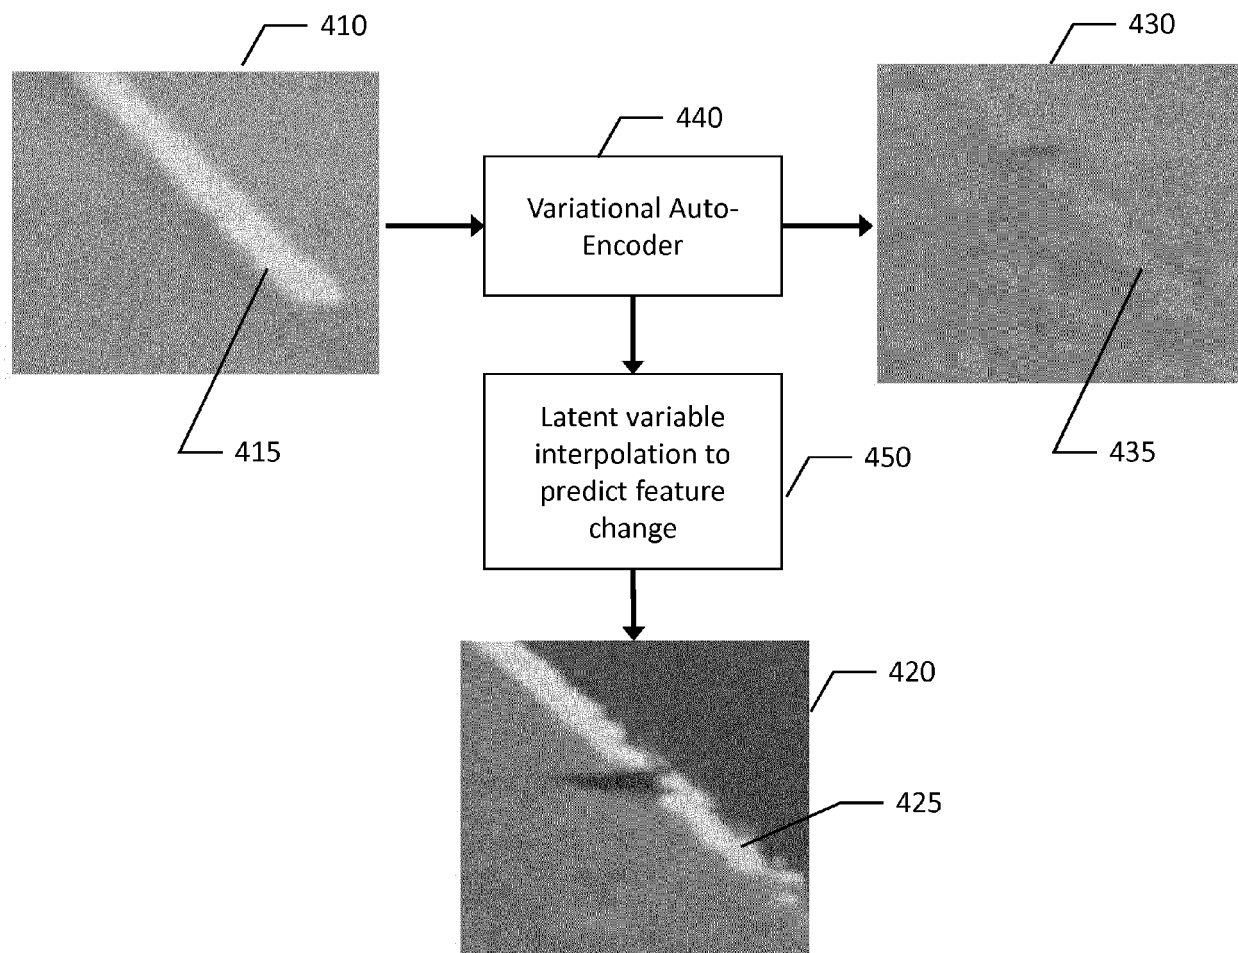 410
430
440
Variational Auto-
Encoder
415
435
Latent variable
interpolation to
predict feature
change
450
420
425